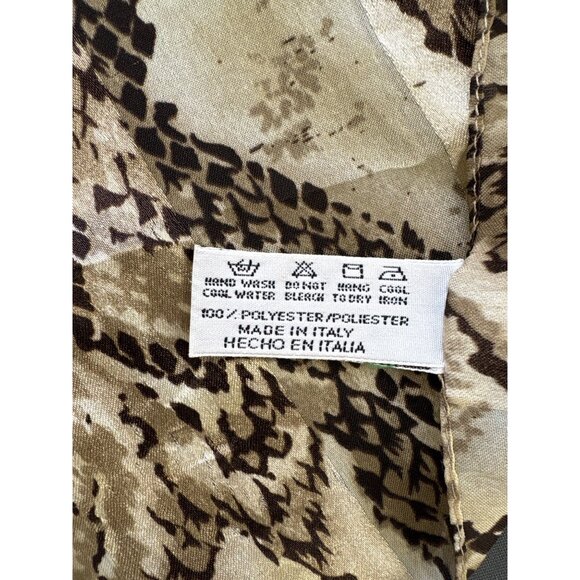 HAND WASH DO NOT HANG COOL
COOL WATER BLEACH TO DRY IRON
100% POLYESTER/POLIESTER
MADE IN ITALY
HECHO EN ITALIA